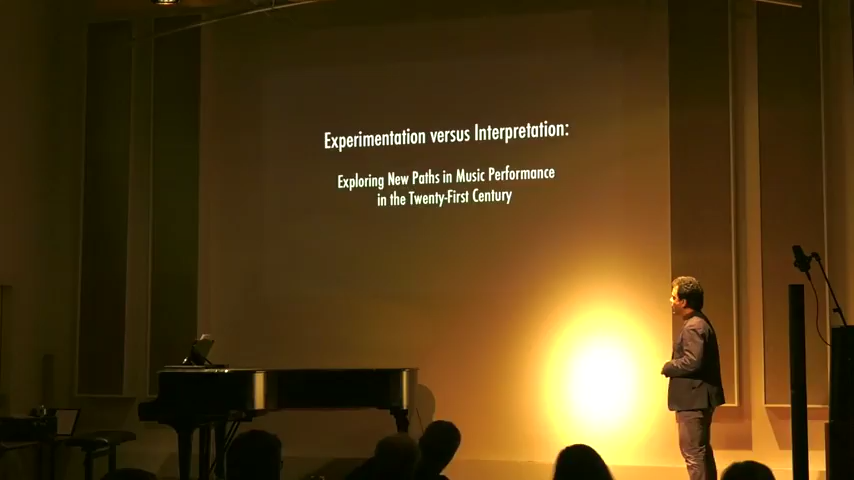 Experimentation versus Interpretation:
Exploring New Paths in Music Performance
in the Twenty-First Century